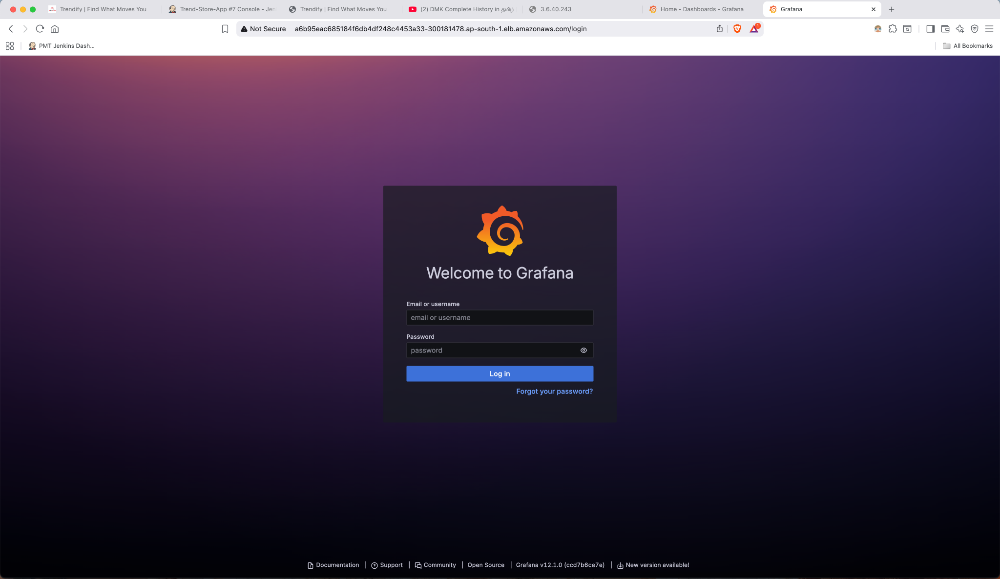 Trendify | Find What Moves You
Trend-Store-App #7 Console - Jen
Trendify | Find What Moves You
(2) DMK Complete History in தமிழ்
3.6.40.243
Home - Dashboards - Grafana
Grafana
Not Secure
a6b95eac685184f6db4df248c4453a33-300181478.ap-south-1.elb.amazonaws.com/login
1
PMT Jenkins Dash...
All Bookmarks
Welcome to Grafana
Email or username
email or username
Password
password
Log in
Forgot your password?
Documentation | Support | Community | Open Source | Grafana v12.1.0 (ccd7b6ce7e) | New version available!